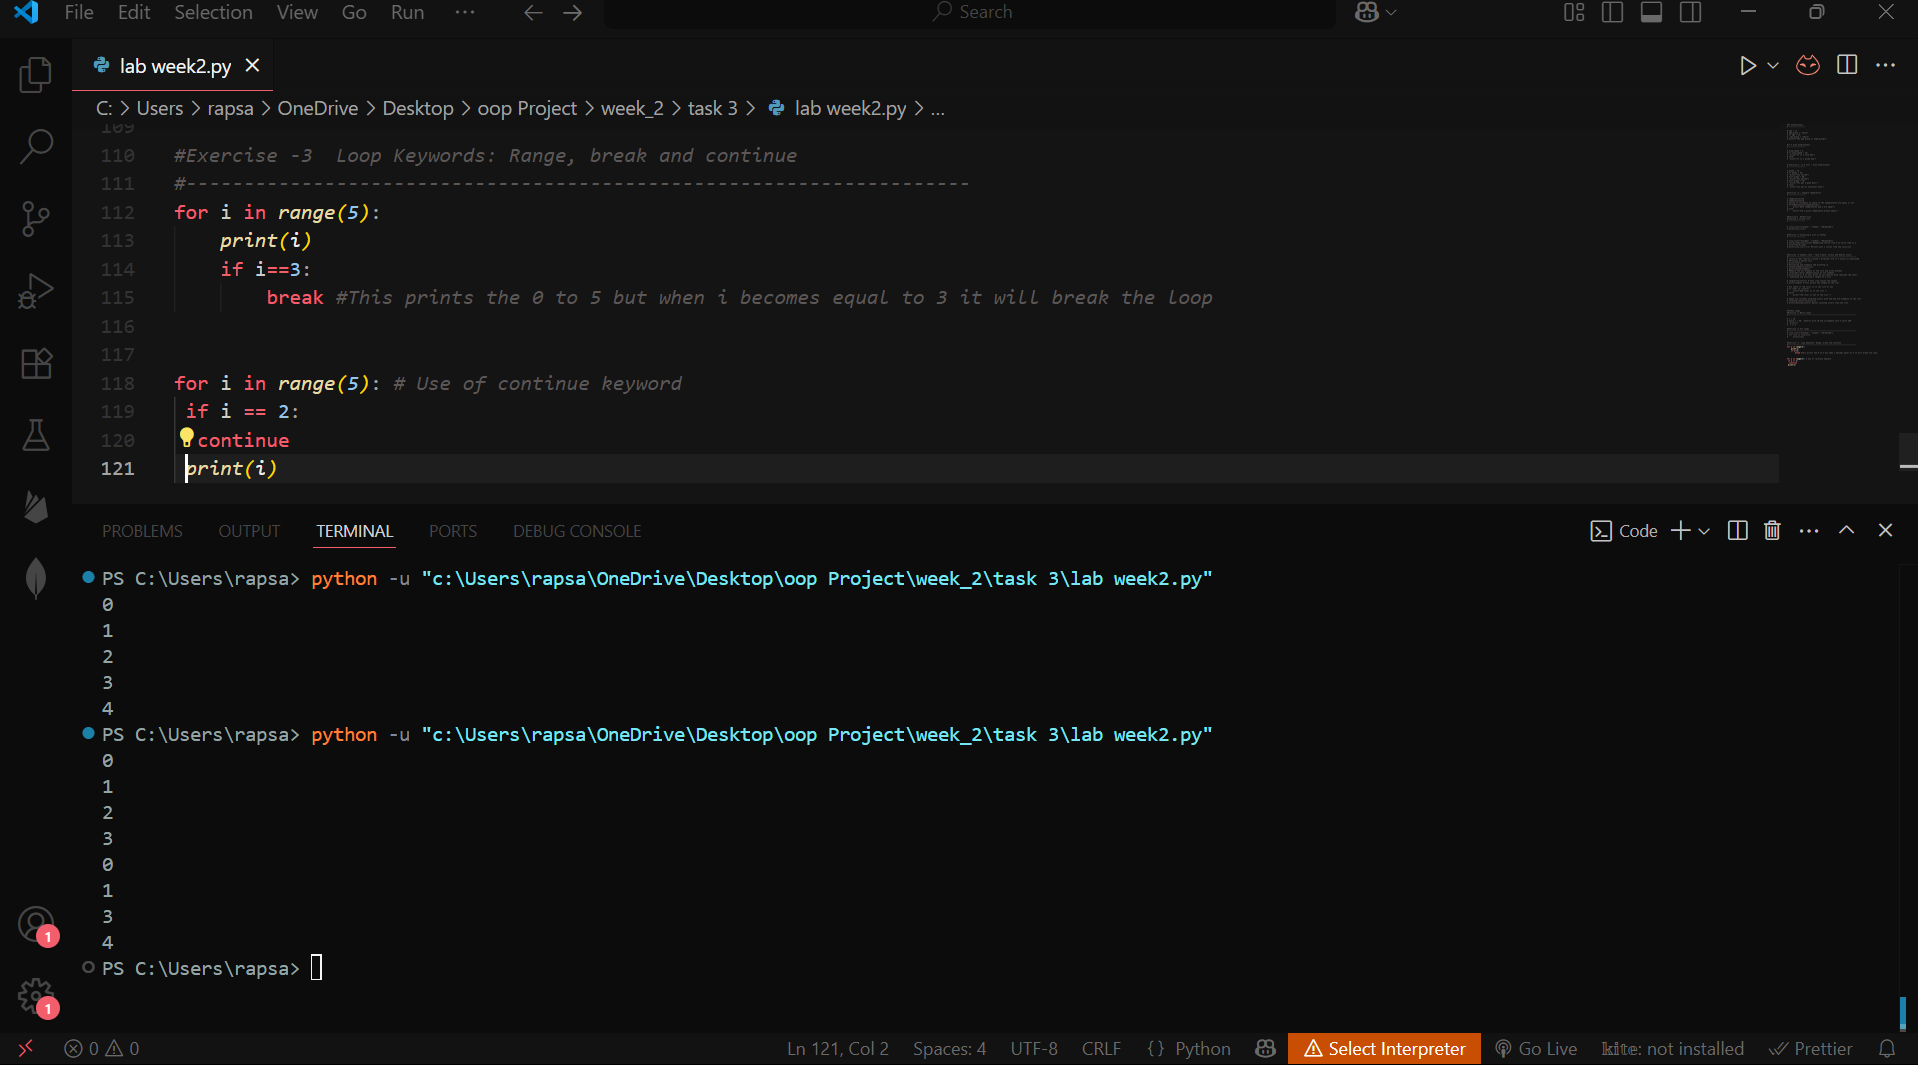 File Edit Selection View Go Run ··· Search
lab week2.py
C: > Users > rapsa > OneDrive > Desktop > oop Project > week_2 > task 3 > lab week2.py > ...
109
110 #Exercise -3  Loop Keywords: Range, break and continue
111 #--------------------------------------------------------------------
112 for i in range(5):
113     print(i)
114     if i==3:
115         break #This prints the 0 to 5 but when i becomes equal to 3 it will break the loop
116
117
118 for i in range(5): # Use of continue keyword
119  if i == 2:
120   continue
121  print(i)
PROBLEMS OUTPUT TERMINAL PORTS DEBUG CONSOLE Code
PS C:\Users\rapsa> python -u "c:\Users\rapsa\OneDrive\Desktop\oop Project\week_2\task 3\lab week2.py"
0
1
2
3
4
PS C:\Users\rapsa> python -u "c:\Users\rapsa\OneDrive\Desktop\oop Project\week_2\task 3\lab week2.py"
0
1
2
3
0
1
3
4
PS C:\Users\rapsa>
1
1
0 0 Ln 121, Col 2 Spaces: 4 UTF-8 CRLF {} Python Select Interpreter Go Live kite: not installed Prettier